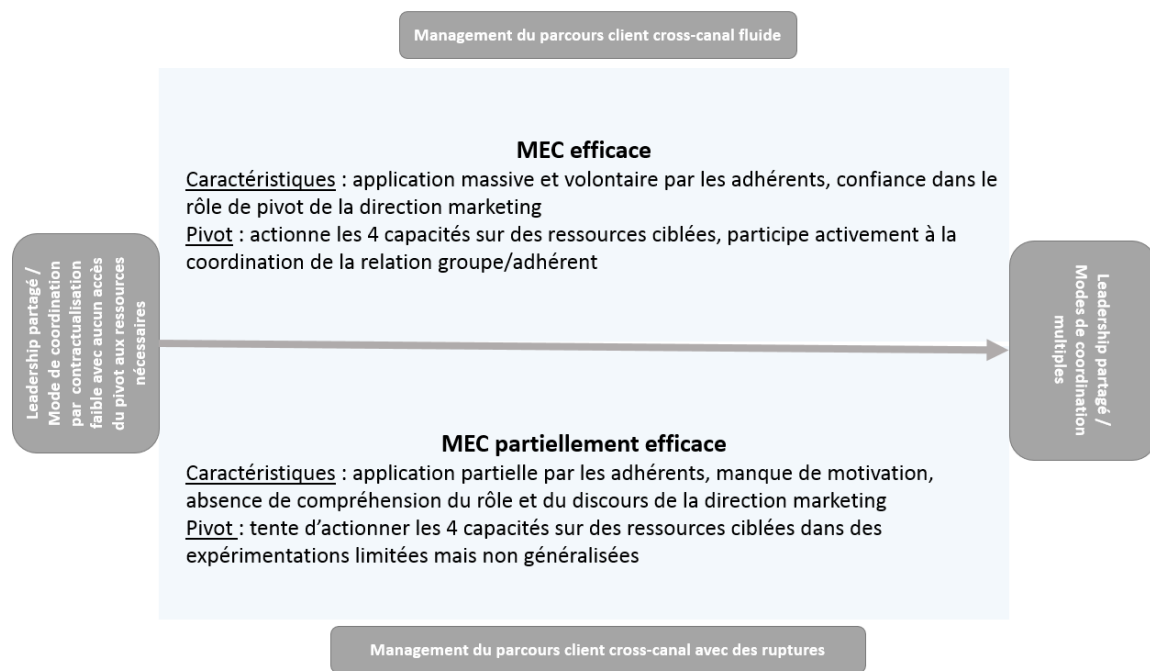 Management du parcours client cross-canal fluide
MEC efficace
Caractéristiques : application massive et volontaire par les adhérents, confiance dans le
rôle de pivot de la direction marketing
Pivot : actionne les 4 capacités sur des ressources ciblées, participe activement à la
coordination de la relation groupe/adhérent
Leadership partagé /
Mode de coordination
par contractualisation
faible avec aucun accès
du pivot aux ressources
nécessaires
Leadership partagé /
Modes de coordination
multiples
MEC partiellement efficace
Caractéristiques : application partielle par les adhérents, manque de motivation,
absence de compréhension du rôle et du discours de la direction marketing
Pivot : tente d’actionner les 4 capacités sur des ressources ciblées dans des
expérimentations limitées mais non généralisées
Management du parcours client cross-canal avec des ruptures